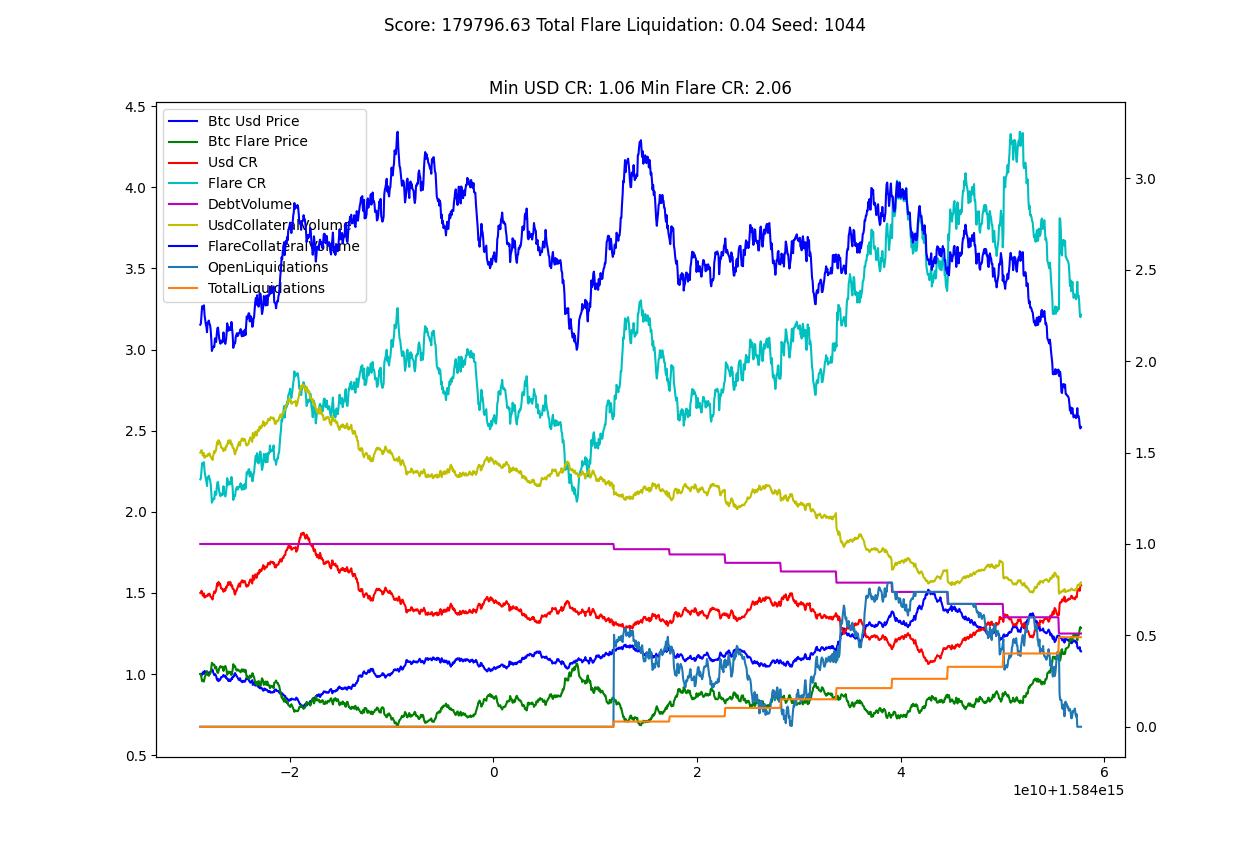 Score: 179796.63 Total Flare Liquidation: 0.04 Seed: 1044
Min USD CR: 1.06 Min Flare CR: 2.06
Btc Usd Price
Btc Flare Price
Usd CR
Flare CR
DebtVolume
UsdCollateralVolume
FlareCollateralVolume
OpenLiquidations
TotalLiquidations
4.5
4.0
3.5
3.0
2.5
2.0
1.5
1.0
0.5
3.0
2.5
2.0
1.5
1.0
0.5
0.0
−2
0
2
4
6
1e10+1.584e15